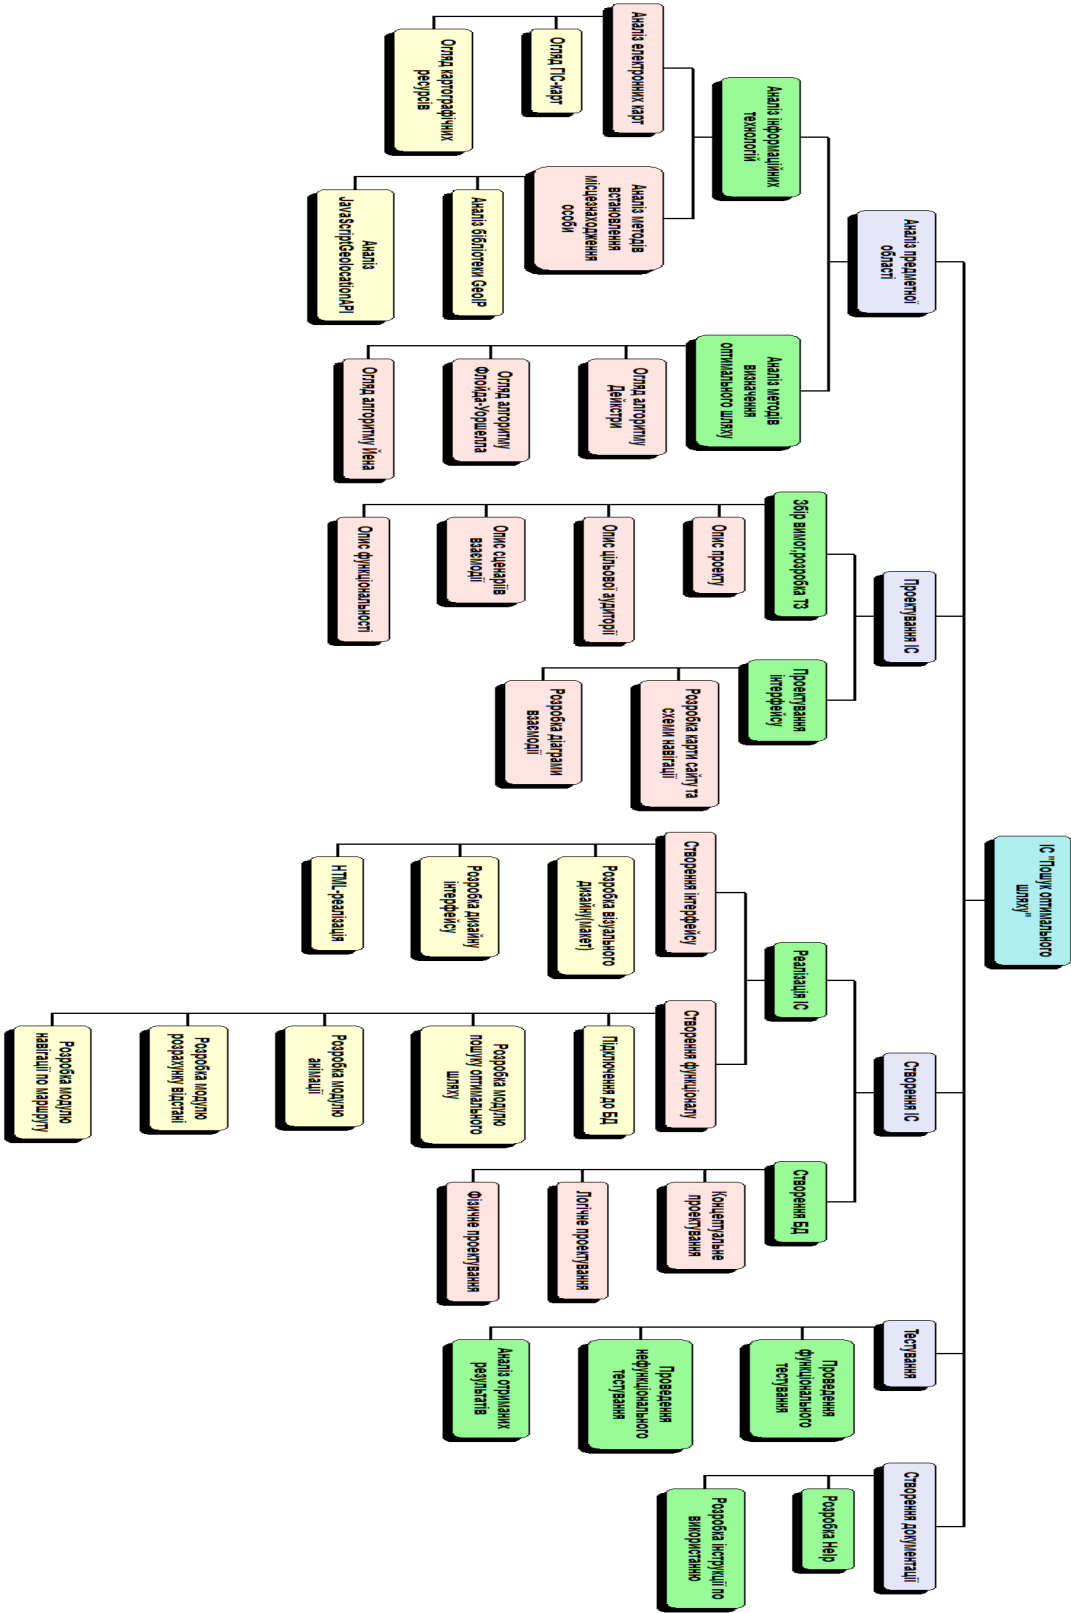 ІС "Пошук оптимального
шляху"
Аналіз предметної
області
Аналіз інформаційних
технологій
Аналіз електронних карт
Огляд ГІС-карт
Огляд картографічних
ресурсів
Аналіз методів
встановлення
місцезнаходження
особи
Аналіз бібліотеки GeoIP
Аналіз
JavaScriptGeolocationAPI
Аналіз методів
визначення
оптимального шляху
Огляд алгоритму
Дейкстри
Огляд алгоритму
Флойда-Уоршелла
Огляд алгоритму Йена
Проектування ІС
Збір вимог,розробка ТЗ
Опис проекту
Опис цільової аудиторії
Опис сценаріїв
взаємодії
Опис функціональності
Проектування
інтерфейсу
Розробка карти сайту та
схеми навігації
Розробка діаграми
взаємодії
Створення ІС
Реалізація ІС
Створення інтерфейсу
Розробка візуального
дизайну(макет)
Розробка дизайну
інтерфейсу
HTML-реалізація
Створення функціоналу
Підключення до БД
Розробка модулю
пошуку оптимального
шляху
Розробка модулю
анімації
Розробка модулю
розрахунку відстані
Розробка модулю
навігації по маршруту
Створення БД
Концептуальне
проектування
Логічне проектування
Фізичне проектування
Тестування
Проведення
функціонального
тестування
Проведення
нефункціонального
тестування
Аналіз отриманих
результатів
Створення документації
Розробка Help
Розробка інструкції по
використанню